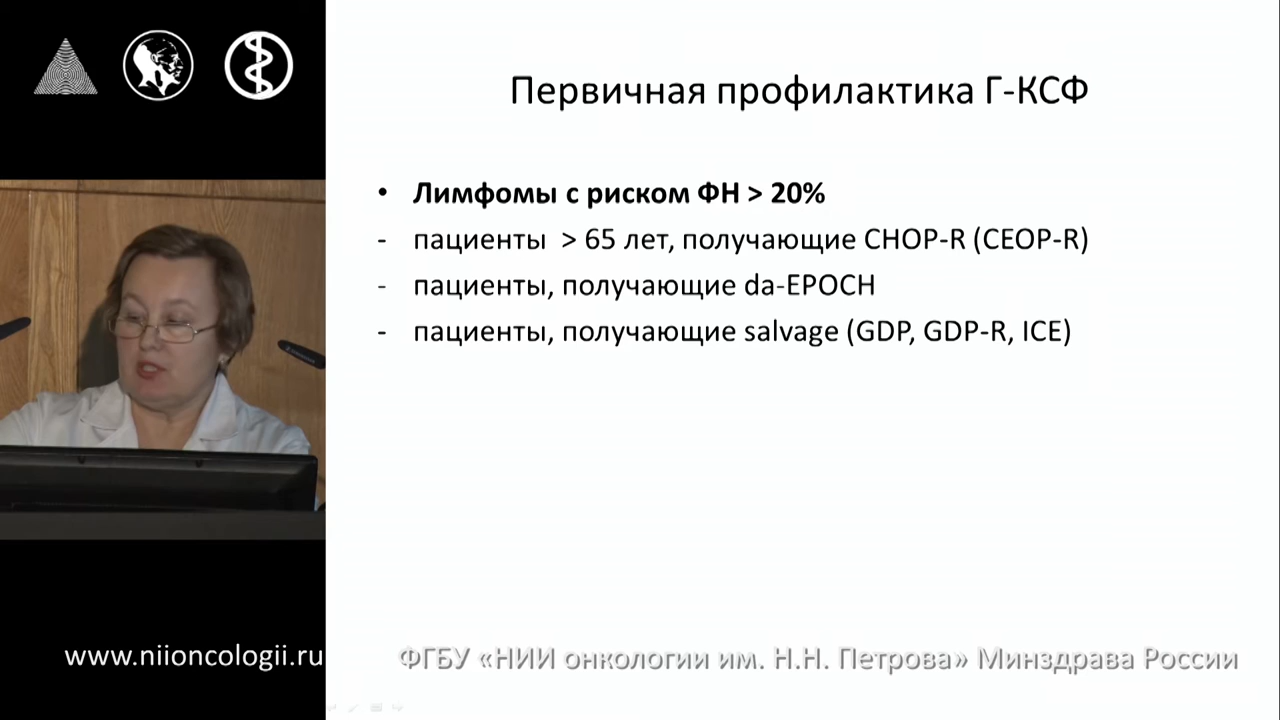 Первичная профилактика Г-КСФ
• Лимфомы с риском ФН > 20%
- пациенты > 65 лет, получающие CHOP-R (CEOP-R)
- пациенты, получающие da-EPOCH
- пациенты, получающие salvage (GDP, GDP-R, ICE)
www.niioncologii.ru
ФГБУ «НИИ онкологии им. Н.Н. Петрова» Минздрава России